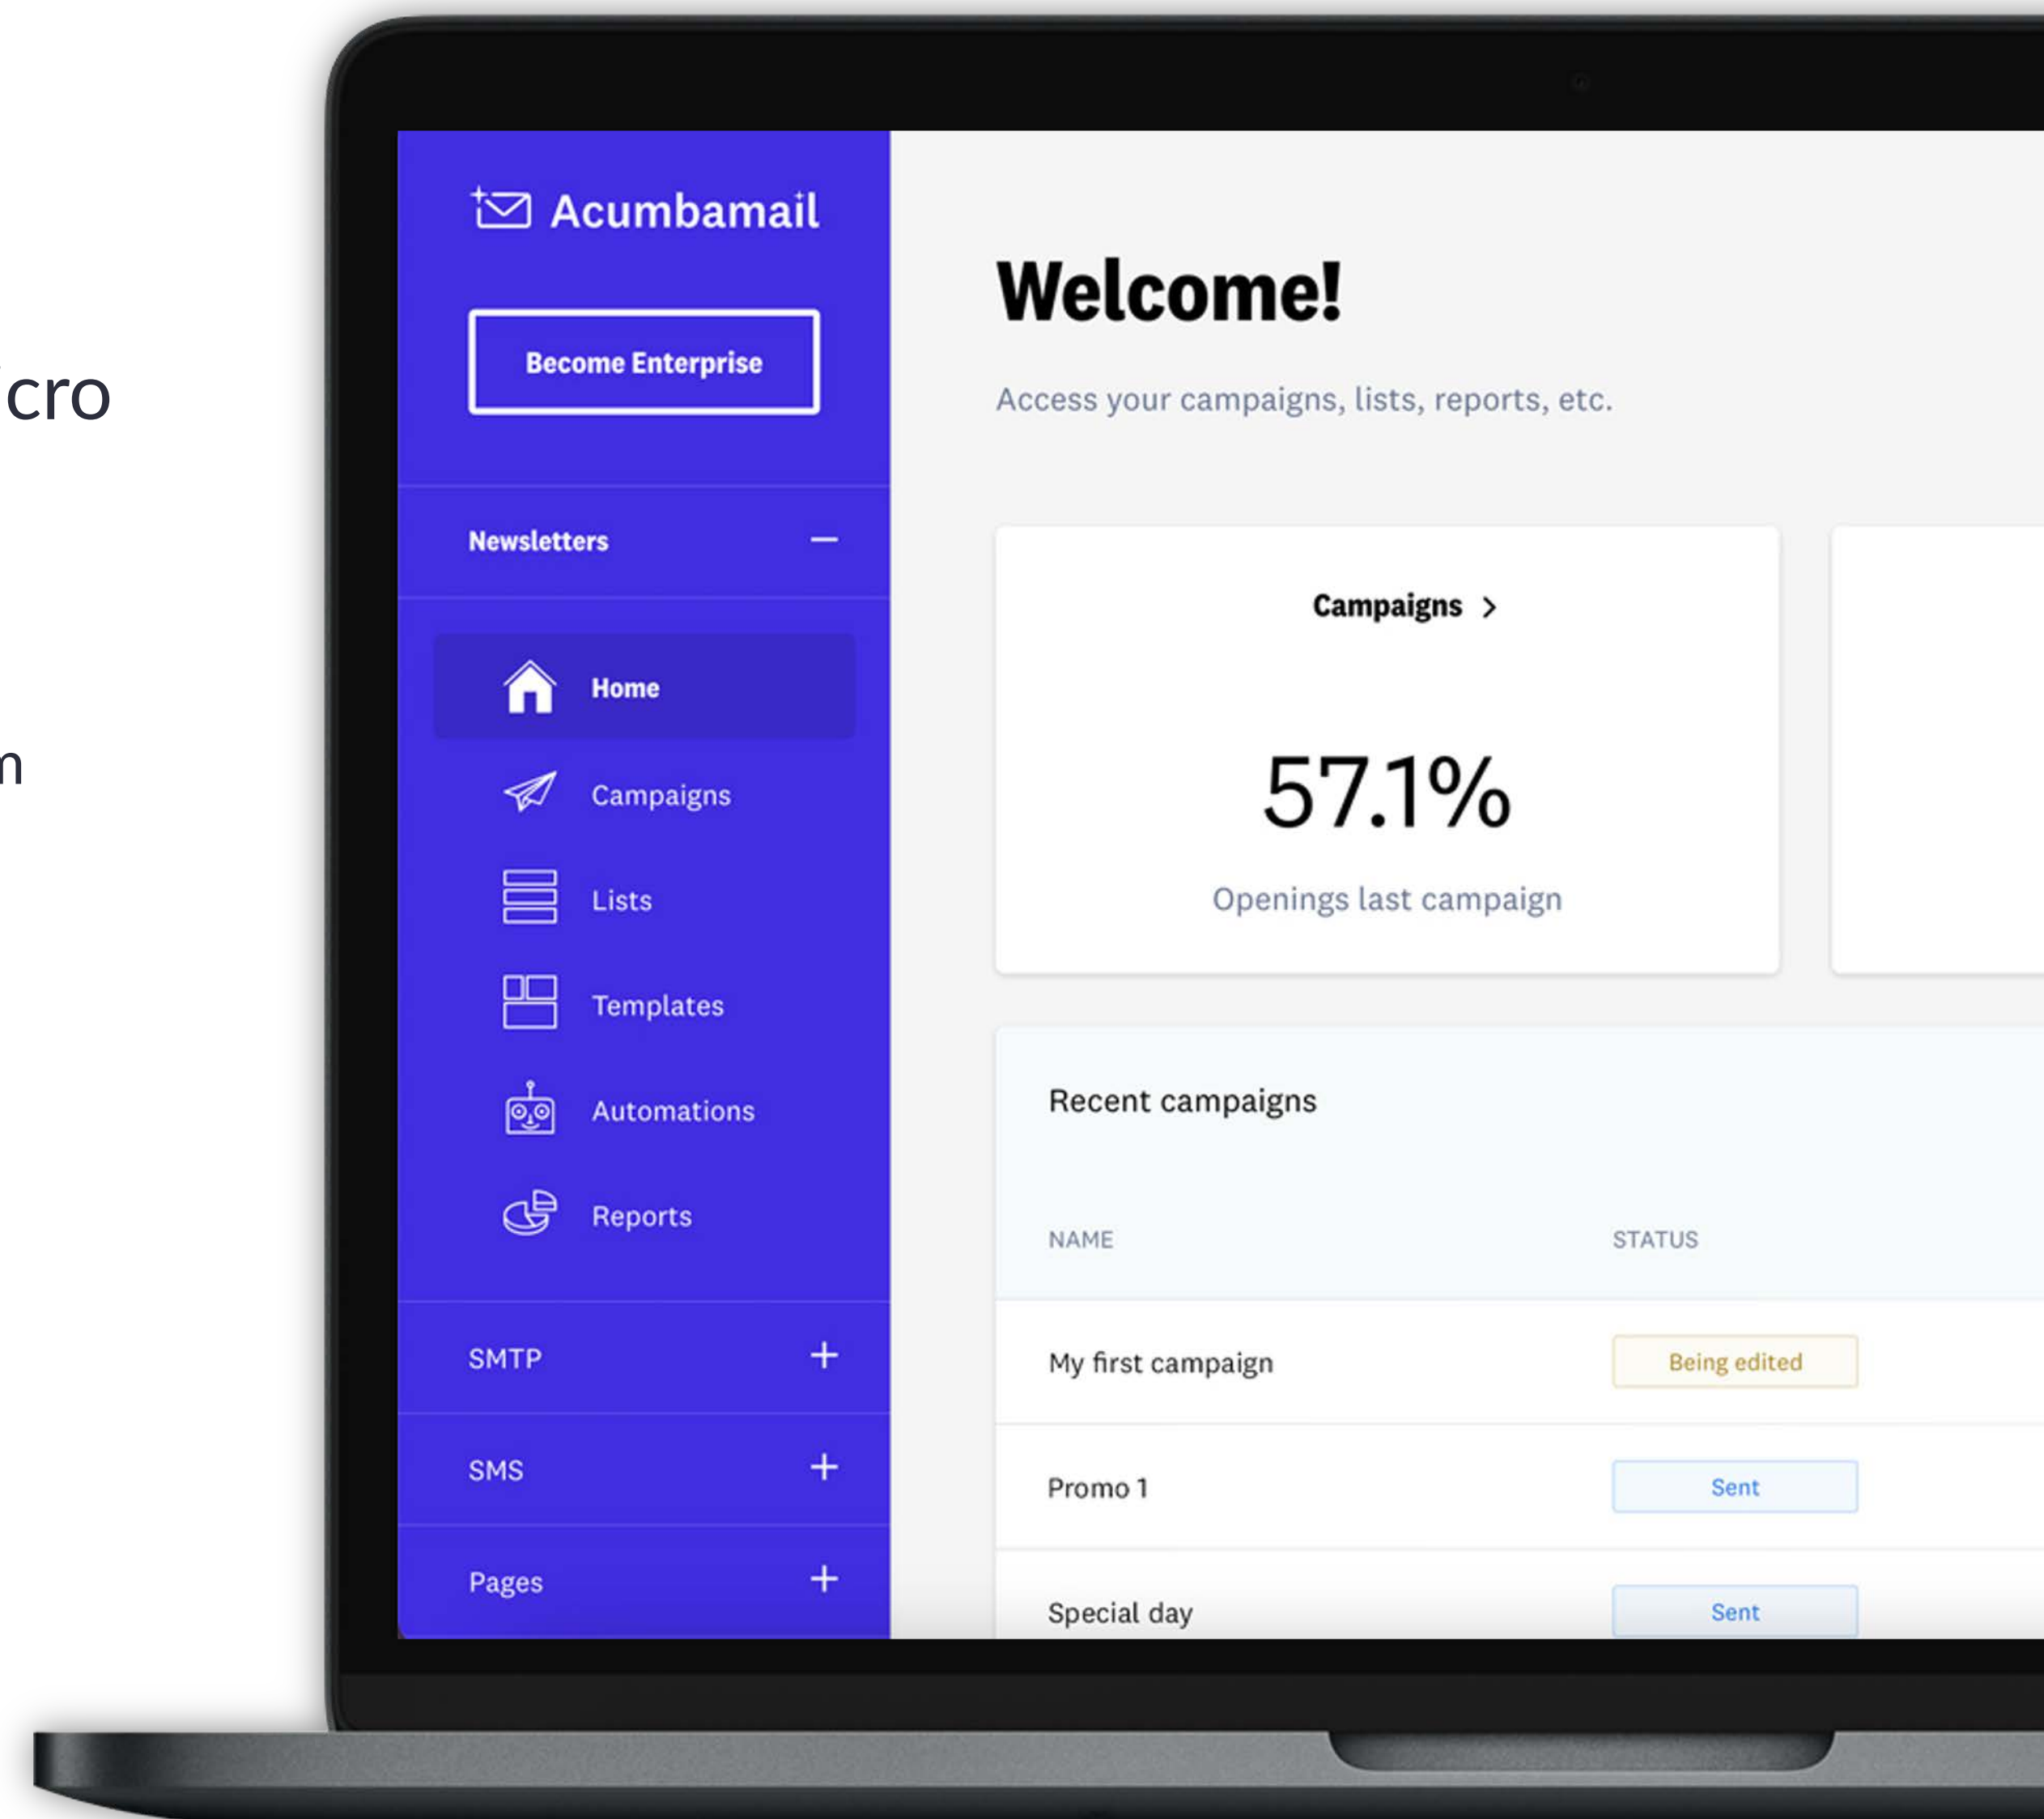 Acumbamail
Become Enterprise
Newsletters
Home
Campaigns
Lists
Templates
Automations
Reports
SMTP
SMS
Pages
Welcome!
Access your campaigns, lists, reports, etc.
Campaigns
57.1%
Openings last campaign
Recent campaigns
NAME STATUS
My first campaign Being edited
Promo 1 Sent
Special day Sent